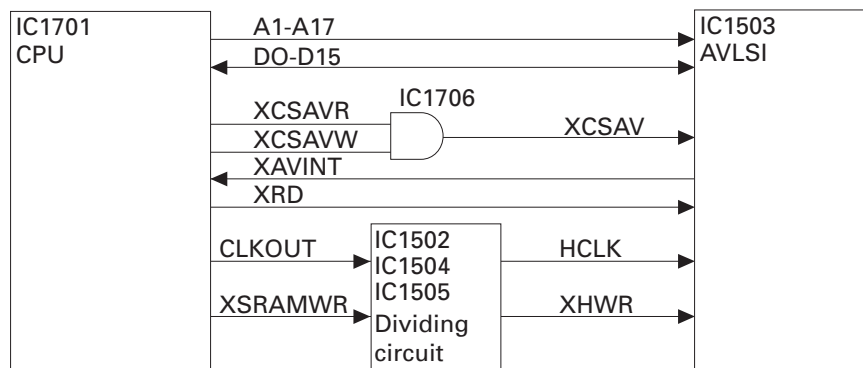 IC1701
CPU
A1-A17
DO-D15
IC1503
AVLSI
IC1706
XCSAVR
XCSAVW
XCSAV
XAVINT
XRD
CLKOUT
IC1502
IC1504
IC1505
Dividing
circuit
HCLK
XSRAMWR
XHWR